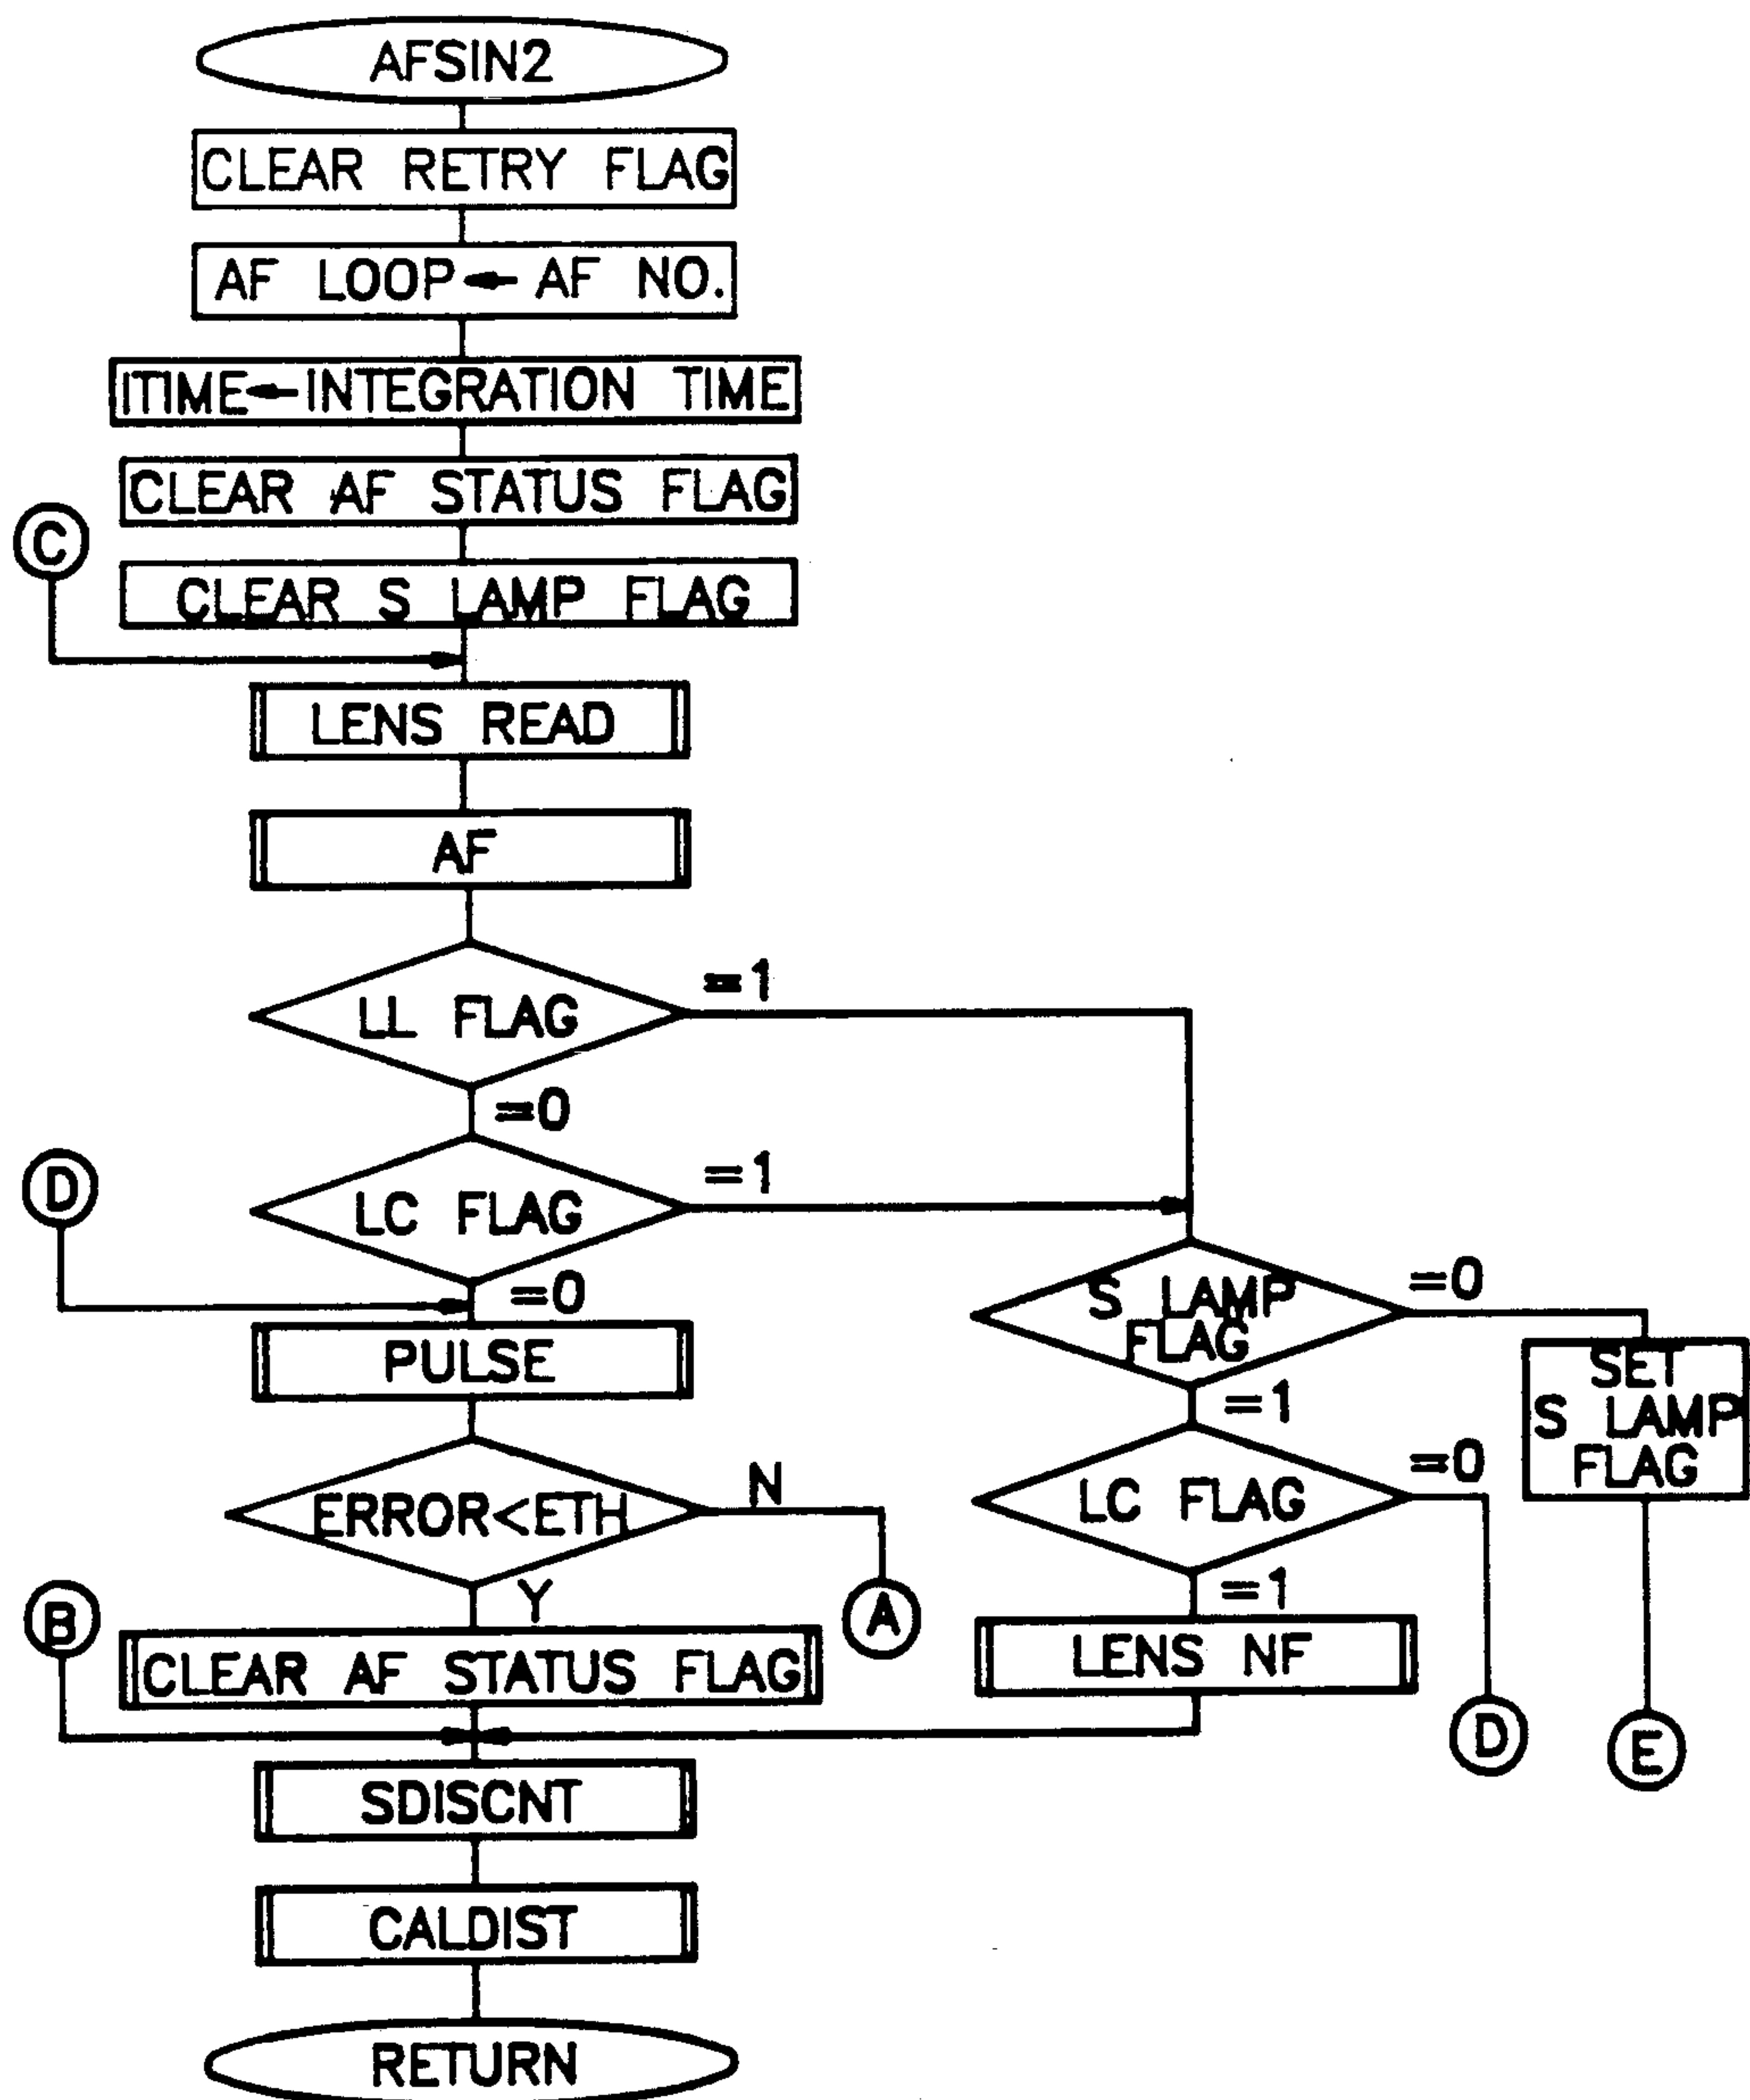 AFSIN2
CLEAR RETRY FLAG
AF LOOP ← AF NO.
ITIME ← INTEGRATION TIME
CLEAR AF STATUS FLAG
C
CLEAR S LAMP FLAG
LENS READ
AF
LL FLAG
=1
=0
D
LC FLAG
=1
=0
S LAMP
FLAG
=0
=1
SET
S LAMP
FLAG
PULSE
ERROR<ETH
N
Y
A
LC FLAG
=0
=1
B
CLEAR AF STATUS FLAG
LENS NF
D
E
SDISCNT
CALDIST
RETURN